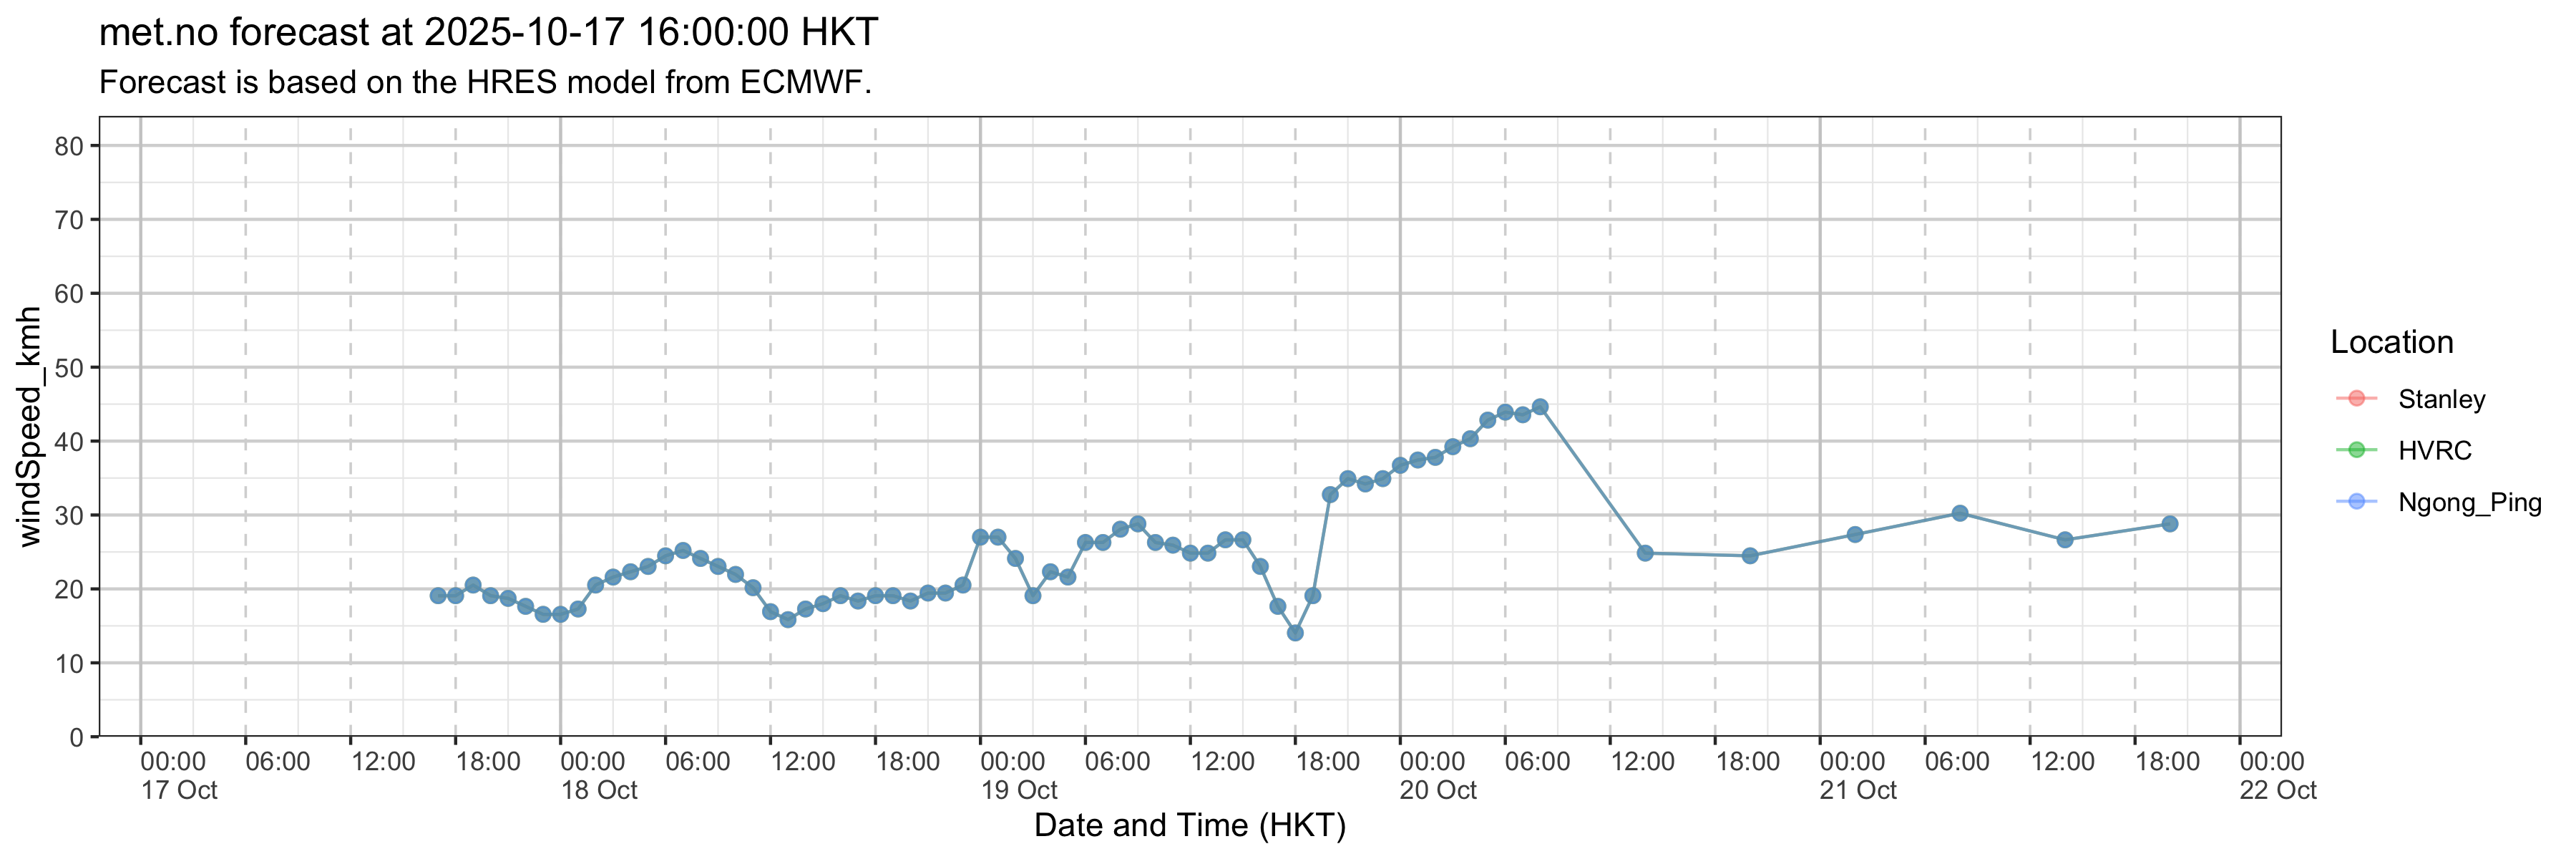 met.no forecast at 2025-10-17 16:00:00 HKT
Forecast is based on the HRES model from ECMWF.
windSpeed_kmh
80
70
60
50
40
30
20
10
0
00:00 06:00 12:00 18:00 00:00 06:00 12:00 18:00 00:00 06:00 12:00 18:00 00:00 06:00 12:00 18:00 00:00 06:00 12:00 18:00 00:00
17 Oct 18 Oct 19 Oct 20 Oct 21 Oct 22 Oct
Date and Time (HKT)
Location
Stanley
HVRC
Ngong_Ping